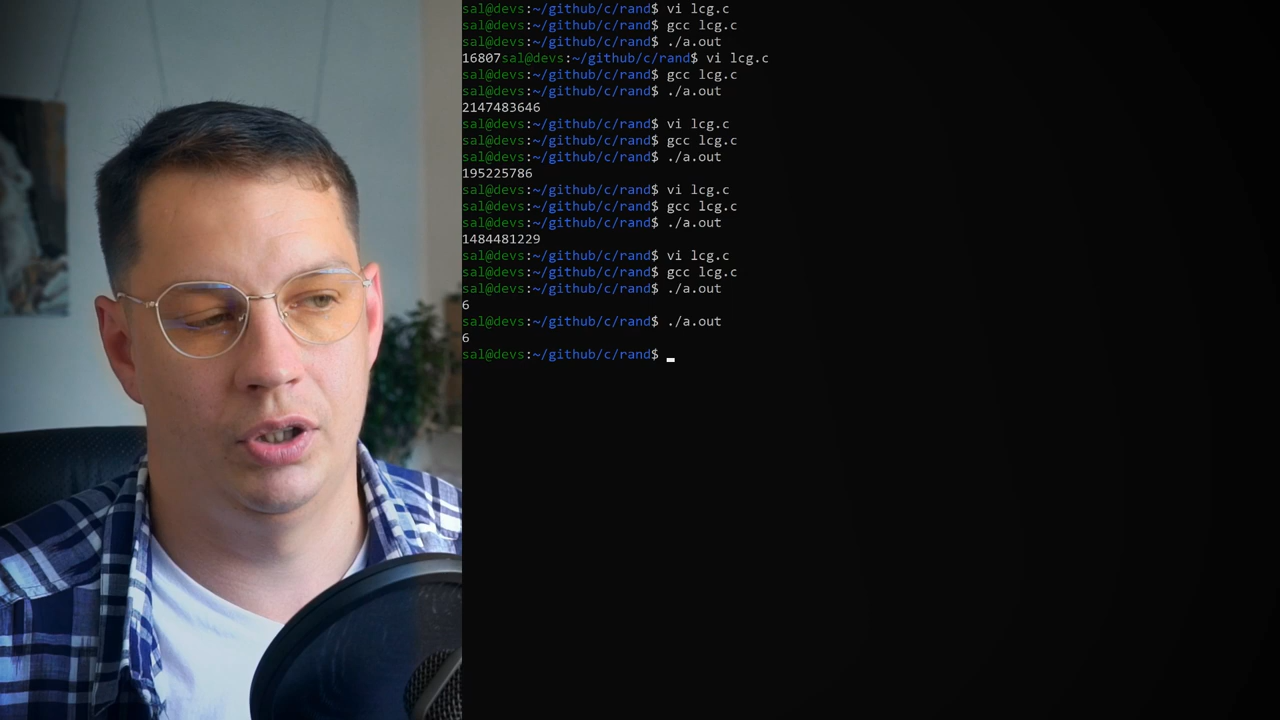 sal@devs:~/github/c/rand$ vi lcg.c
sal@devs:~/github/c/rand$ gcc lcg.c
sal@devs:~/github/c/rand$ ./a.out
16807sal@devs:~/github/c/rand$ vi lcg.c
sal@devs:~/github/c/rand$ gcc lcg.c
sal@devs:~/github/c/rand$ ./a.out
2147483646
sal@devs:~/github/c/rand$ vi lcg.c
sal@devs:~/github/c/rand$ gcc lcg.c
sal@devs:~/github/c/rand$ ./a.out
195225786
sal@devs:~/github/c/rand$ vi lcg.c
sal@devs:~/github/c/rand$ gcc lcg.c
sal@devs:~/github/c/rand$ ./a.out
1484481229
sal@devs:~/github/c/rand$ vi lcg.c
sal@devs:~/github/c/rand$ gcc lcg.c
sal@devs:~/github/c/rand$ ./a.out
6
sal@devs:~/github/c/rand$ ./a.out
6
sal@devs:~/github/c/rand$